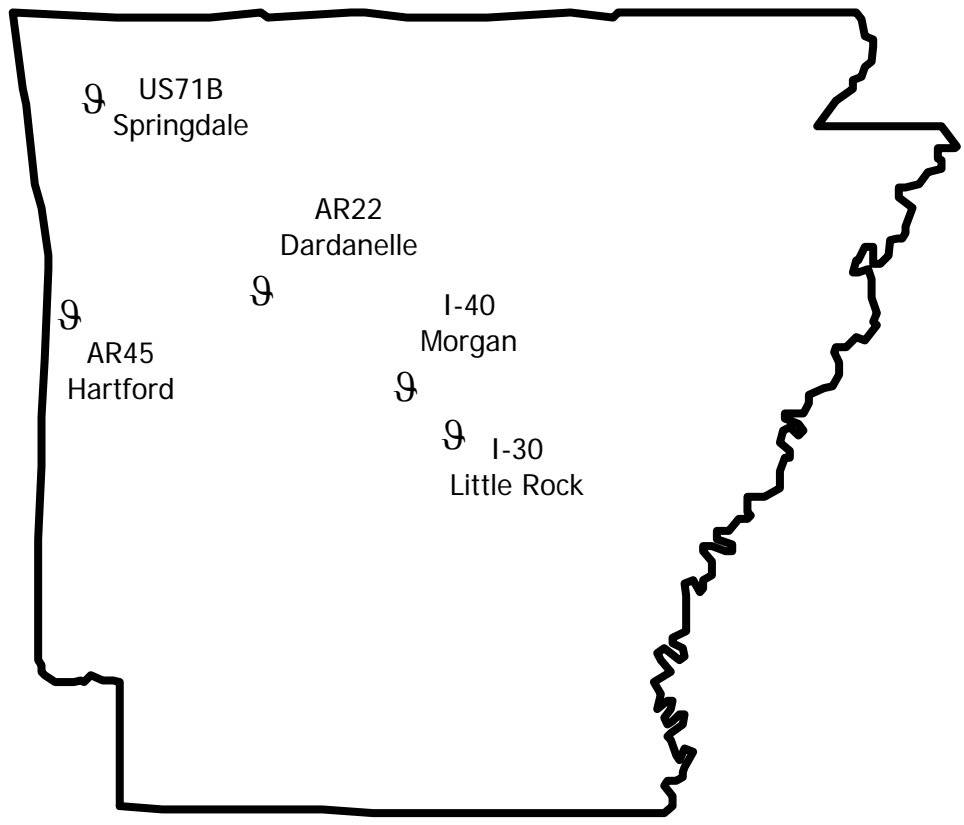 ϑ
US71B
Springdale
AR22
Dardanelle
ϑ
I-40
Morgan
ϑ
AR45
Hartford
ϑ
ϑ
I-30
Little Rock